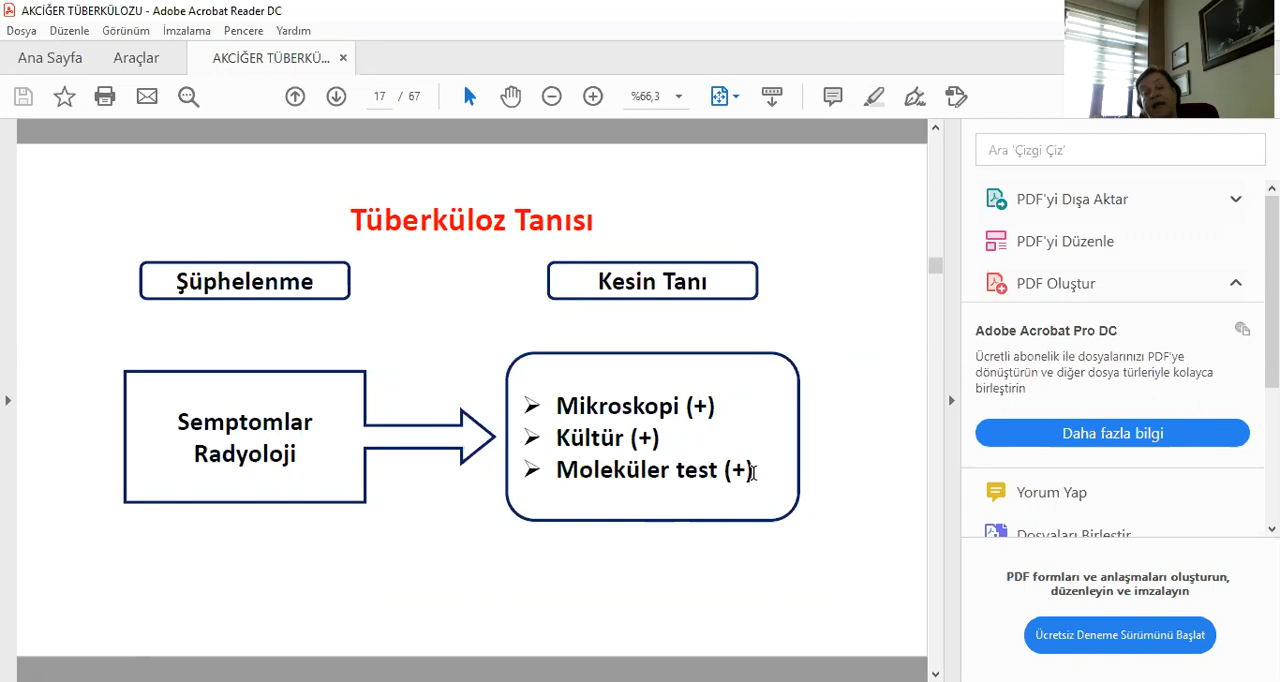 AKCİĞER TÜBERKÜLOZU - Adobe Acrobat Reader DC
Dosya Düzenle Görünüm İmzalama Pencere Yardım
Ana Sayfa Araçlar AKCİĞER TÜBERKÜ... ×
17 / 67 %66,3
Tüberküloz Tanısı
Şüphelenme
Kesin Tanı
Semptomlar
Radyoloji
Mikroskopi (+)
Kültür (+)
Moleküler test (+)
Ara 'Çizgi Çiz'
PDF'yi Dışa Aktar
PDF'yi Düzenle
PDF Oluştur
Adobe Acrobat Pro DC
Ücretli abonelik ile dosyalarınızı PDF'ye
dönüştürün ve diğer dosya türleriyle kolayca
birleştirin
Daha fazla bilgi
Yorum Yap
Dosyaları Birleştir
PDF formları ve anlaşmaları oluşturun,
düzenleyin ve imzalayın
Ücretsiz Deneme Sürümünü Başlat